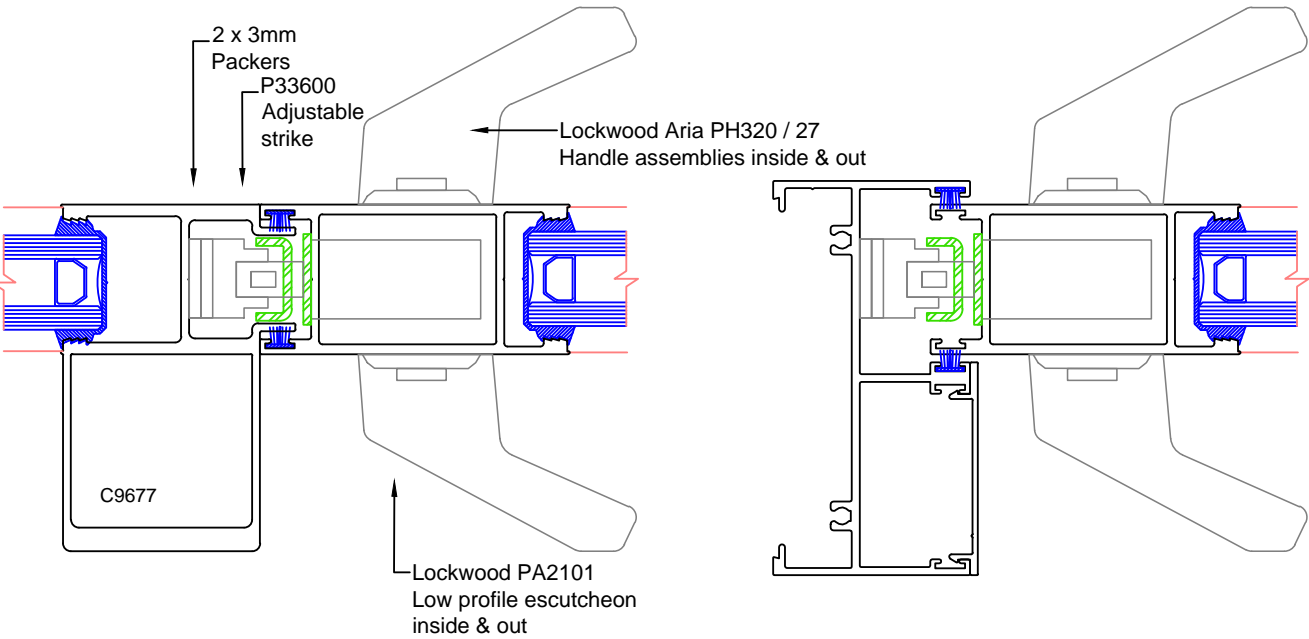 2 x 3mm
Packers
P33600
Adjustable
strike
Lockwood Aria PH320 / 27
Handle assemblies inside & out
C9677
Lockwood PA2101
Low profile escutcheon
inside & out